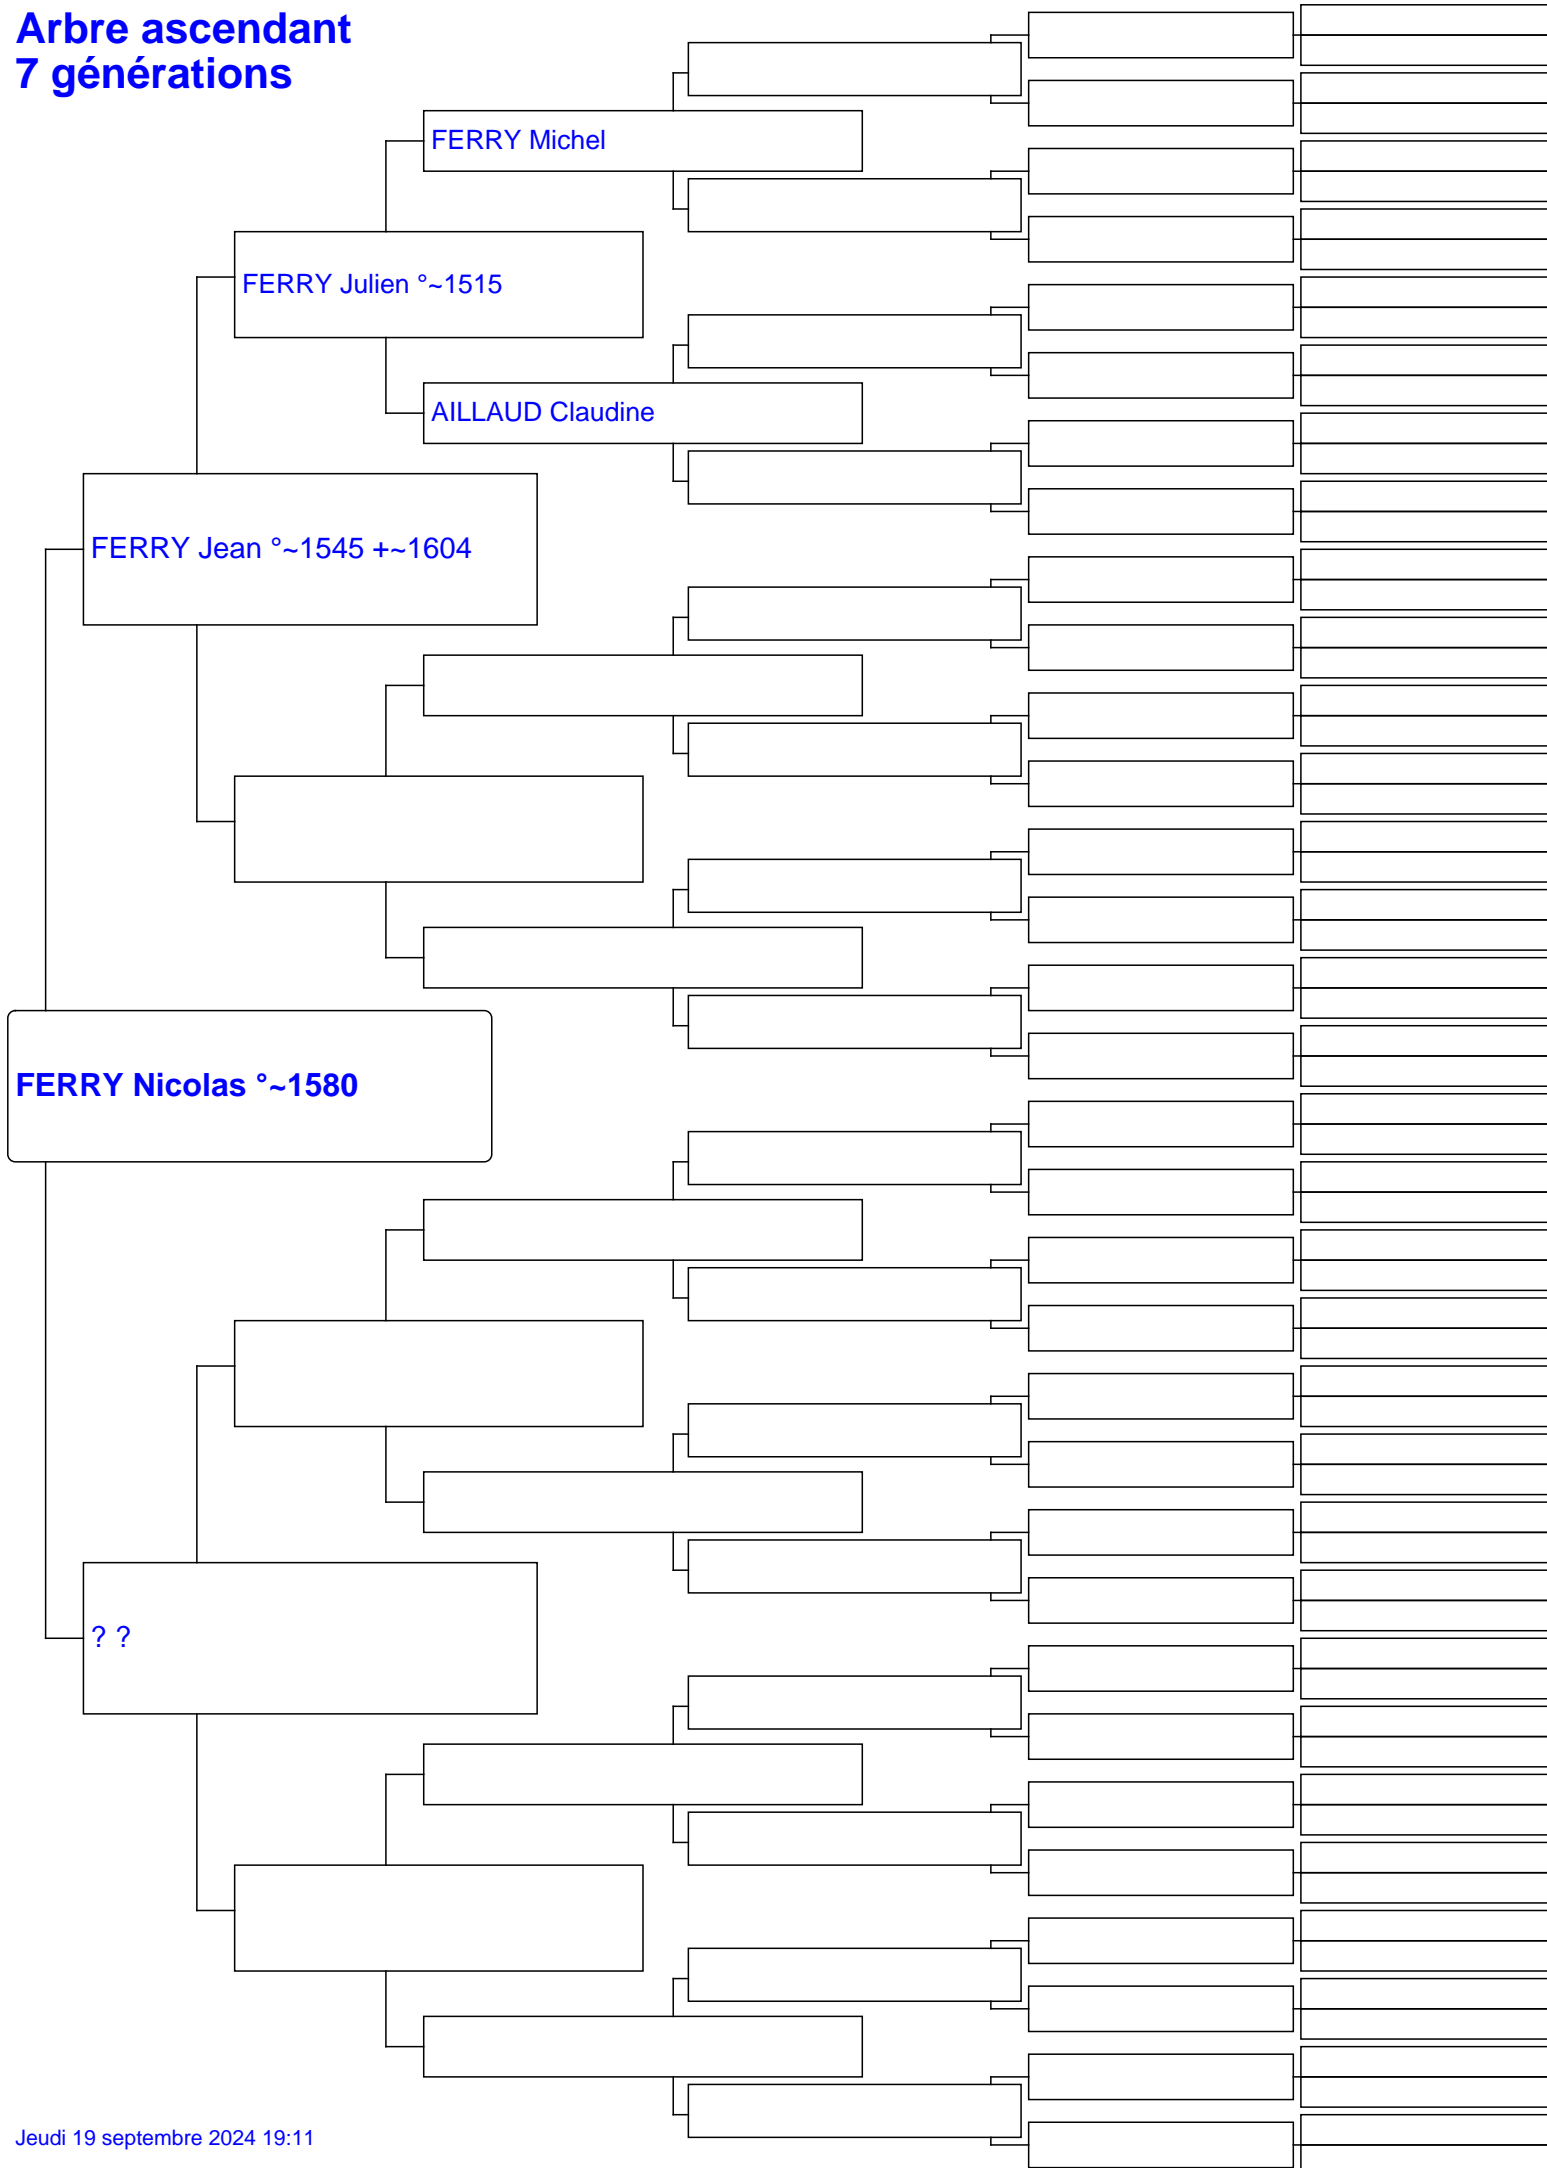 Arbre ascendant
7 générations
FERRY Michel
FERRY Julien °~1515
AILLAUD Claudine
FERRY Jean °~1545 +~1604
FERRY Nicolas °~1580
? ?
Jeudi 19 septembre 2024 19:11